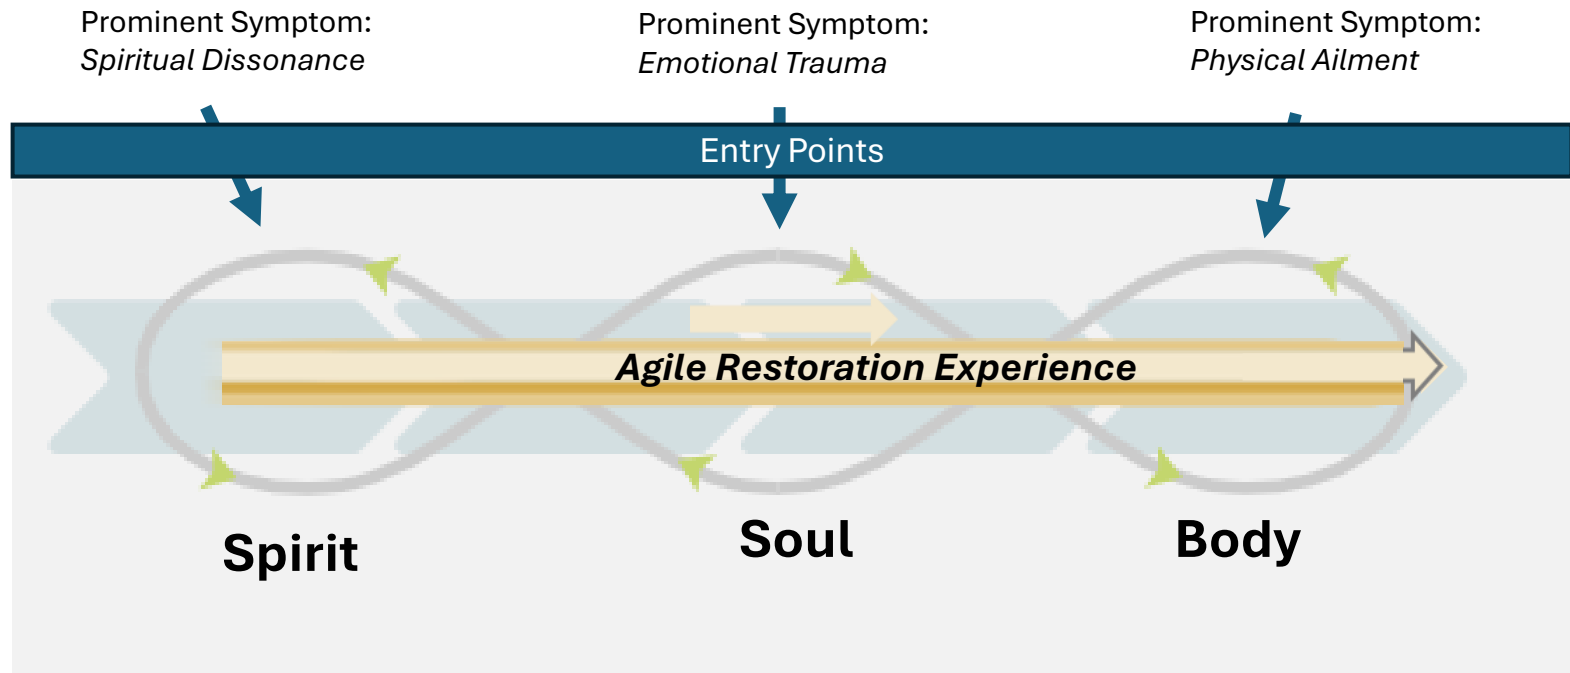 Prominent Symptom:
Spiritual Dissonance
Prominent Symptom:
Emotional Trauma
Prominent Symptom:
Physical Ailment
Entry Points
Agile Restoration Experience
Spirit
Soul
Body